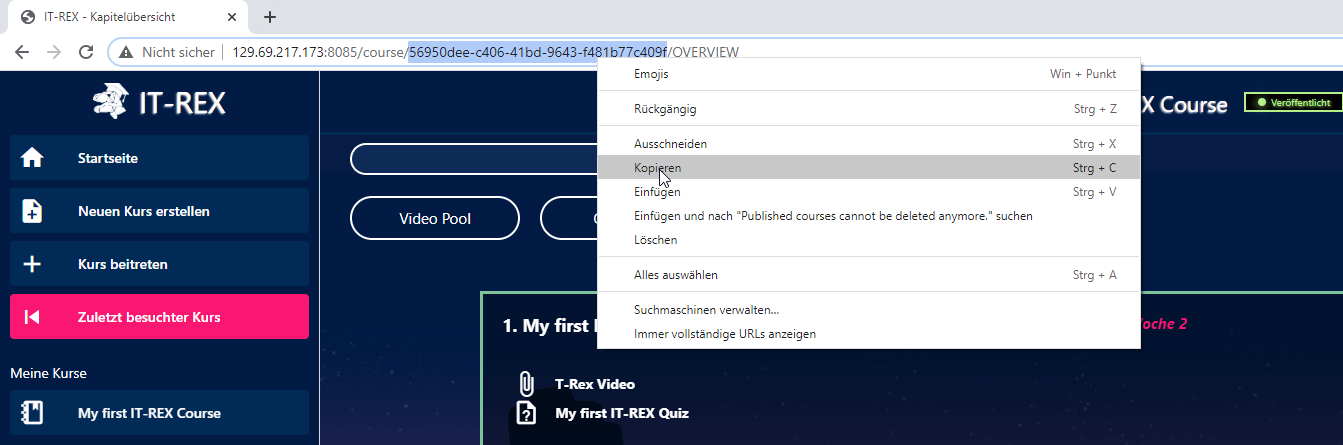 IT-REX - Kapitelübersicht
Nicht sicher | 129.69.217.173:8085/course/56950dee-c406-41bd-9643-f481b77c409f/OVERVIEW
IT-REX
X Course
Veröffentlicht
Startseite
Neuen Kurs erstellen
Kurs beitreten
Zuletzt besuchter Kurs
Meine Kurse
My first IT-REX Course
Video Pool
Emojis Win + Punkt
Rückgängig Strg + Z
Ausschneiden Strg + X
Kopieren Strg + C
Einfügen Strg + V
Einfügen und nach "Published courses cannot be deleted anymore." suchen
Löschen
Alles auswählen Strg + A
Suchmaschinen verwalten...
Immer vollständige URLs anzeigen
1. My first
oche 2
T-Rex Video
My first IT-REX Quiz